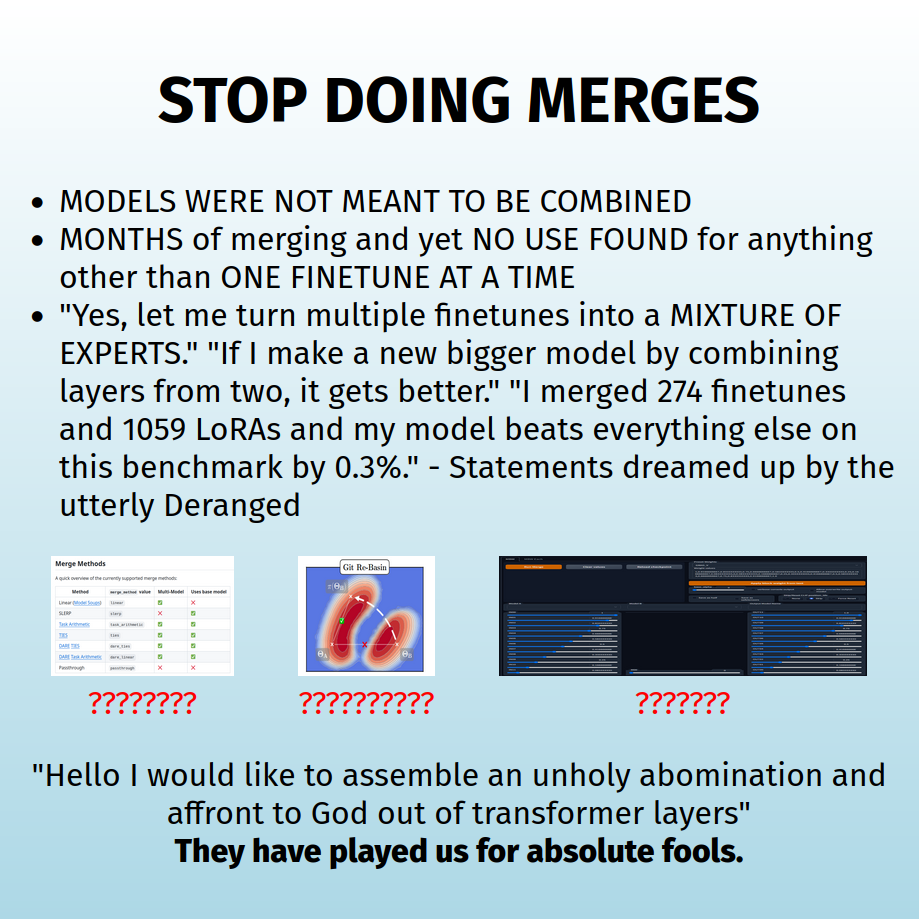 STOP DOING MERGES
• MODELS WERE NOT MEANT TO BE COMBINED
• MONTHS of merging and yet NO USE FOUND for anything
other than ONE FINETUNE AT A TIME
• "Yes, let me turn multiple finetunes into a MIXTURE OF
EXPERTS." "If I make a new bigger model by combining
layers from two, it gets better." "I merged 274 finetunes
and 1059 LoRAs and my model beats everything else on
this benchmark by 0.3%." - Statements dreamed up by the
utterly Deranged
Merge Methods
A quick overview of the currently supported merge methods:
Method merge_method value Multi-Model Uses base model
Linear (Model Soups) linear ✅ ❌
SLERP slerp ❌ ✅
Task Arithmetic task_arithmetic ✅ ✅
TIES ties ✅ ✅
DARE TIES dare_ties ✅ ✅
DARE Task Arithmetic dare_linear ✅ ✅
Passthrough passthrough ❌ ❌
Git Re-Basin
π(Θ_B)
Θ_A
Θ_B
???????? ?????????? ???????
"Hello I would like to assemble an unholy abomination and
affront to God out of transformer layers"
They have played us for absolute fools.